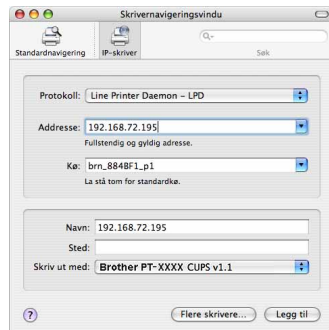 Skrivernavigeringsvindu
Standardnavigering IP-skriver Søk
Protokoll: Line Printer Daemon – LPD
Addresse: 192.168.72.195
Fullstendig og gyldig adresse.
Kø: brn_884BF1_p1
La stå tom for standardkø.
Navn: 192.168.72.195
Sted:
Skriv ut med: Brother PT-XXXX CUPS v1.1
? Flere skrivere... Legg til